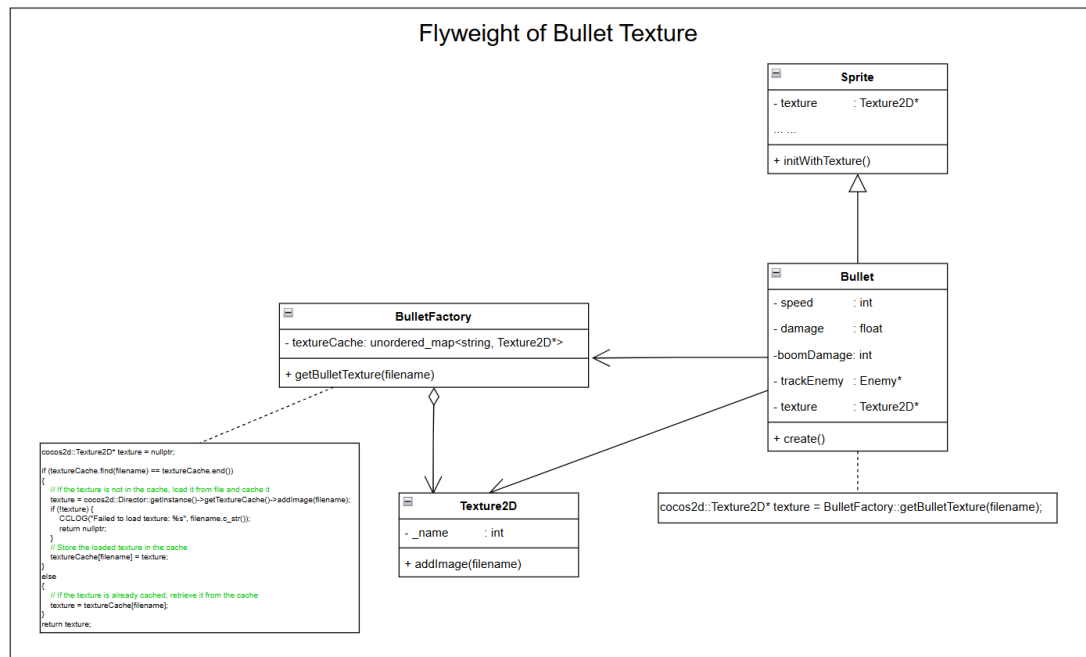 Flyweight of Bullet Texture
Sprite
- texture : Texture2D*
... ...
+ initWithTexture()
Bullet
- speed : int
- damage : float
-boomDamage: int
- trackEnemy : Enemy*
- texture : Texture2D*
+ create()
BulletFactory
- textureCache: unordered_map<string, Texture2D*>
+ getBulletTexture(filename)
cocos2d::Texture2D* texture = nullptr;
if (textureCache.find(filename) == textureCache.end())
{
// If the texture is not in the cache, load it from file and cache it
texture = cocos2d::Director::getInstance()->getTextureCache()->addImage(filename);
if (!texture) {
CCLOG("Failed to load texture: %s", filename.c_str());
return nullptr;
}
// Store the loaded texture in the cache
textureCache[filename] = texture;
}
else
{
// If the texture is already cached, retrieve it from the cache
texture = textureCache[filename];
}
return texture;
Texture2D
- _name : int
+ addImage(filename)
cocos2d::Texture2D* texture = BulletFactory::getBulletTexture(filename);